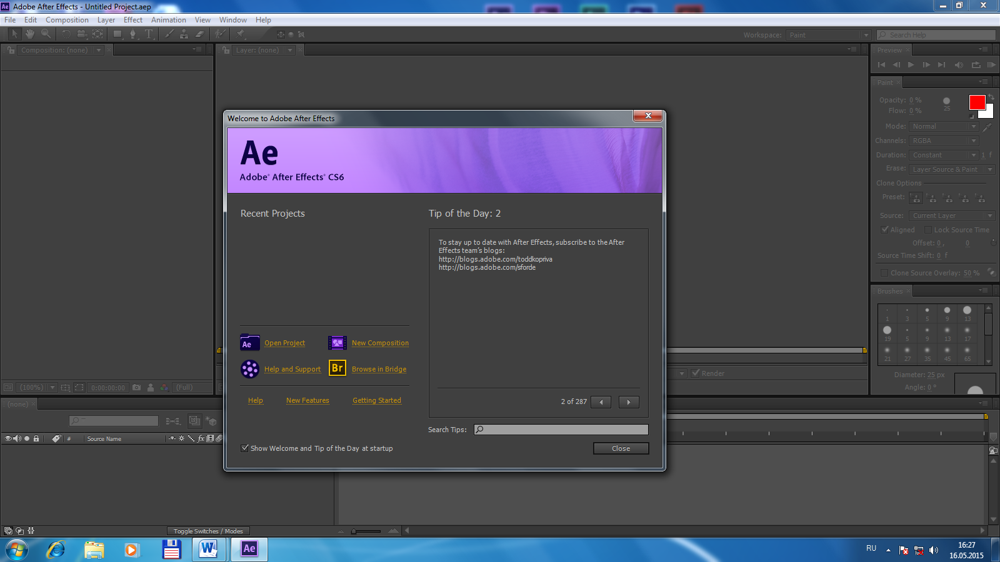 Ae Adobe After Effects - Untitled Project.aep
File Edit Composition Layer Effect Animation View Window Help
T Workspace: Paint Search Help
Composition: (none) Layer: (none) Preview
Paint
Opacity: 0 % 25
Flow: 0 %
Mode: Normal
Channels: RGBA
Duration: Constant 1 f
Erase: Layer Source & Paint
Clone Options
Preset:
Source: Current Layer
Aligned Lock Source Time
Offset: 0 , 0
Source Time Shift: 0 f
Clone Source Overlay: 50 %
Brushes
1 3 5 9 13
19 5 9 13 17
21 27 35 45 65
Diameter: 25 px
Angle: 0 °
Welcome to Adobe After Effects
Ae
Adobe® After Effects® CS6
Recent Projects
Tip of the Day: 2
To stay up to date with After Effects, subscribe to the After
Effects team's blogs:
http://blogs.adobe.com/toddkopriva
http://blogs.adobe.com/sforde
Ae Open Project New Composition
Help and Support Br Browse in Bridge
Help New Features Getting Started
2 of 287
Search Tips:
Show Welcome and Tip of the Day at startup
Close
(100%) 0:00:00:00 (Full)
Render
(none)
# Source Name fx
Toggle Switches / Modes
W Ae RU 16:27
16.05.2015